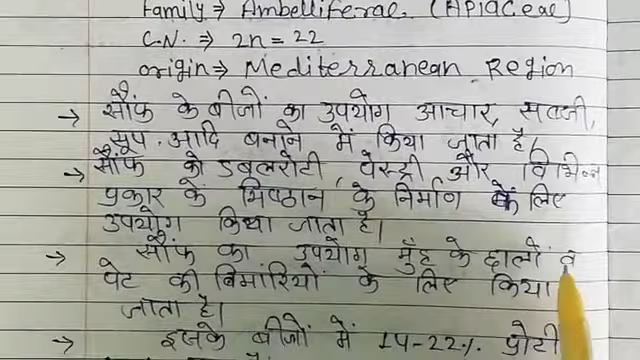 Family ⇒ Ambelliferal. (Apiaceae)
C.N. ⇒ 2n = 22
Origin ⇒ Mediterranean Region
→ सौंफ के बीजों का उपयोग आचार, सब्जी,
सूप. आदि बनाने में किया जाता है,
→ सौंफ को डबलरोटी, पेस्ट्री और विभिन्न
प्रकार के मिष्ठान के निर्माण के लिए
उपयोग किया जाता है।
→ सौंफ का उपयोग मुँह के छालों व
पेट की बिमारियों के लिए किया
जाता है।
→ इसके बीजों में 14-22% प्रोटी